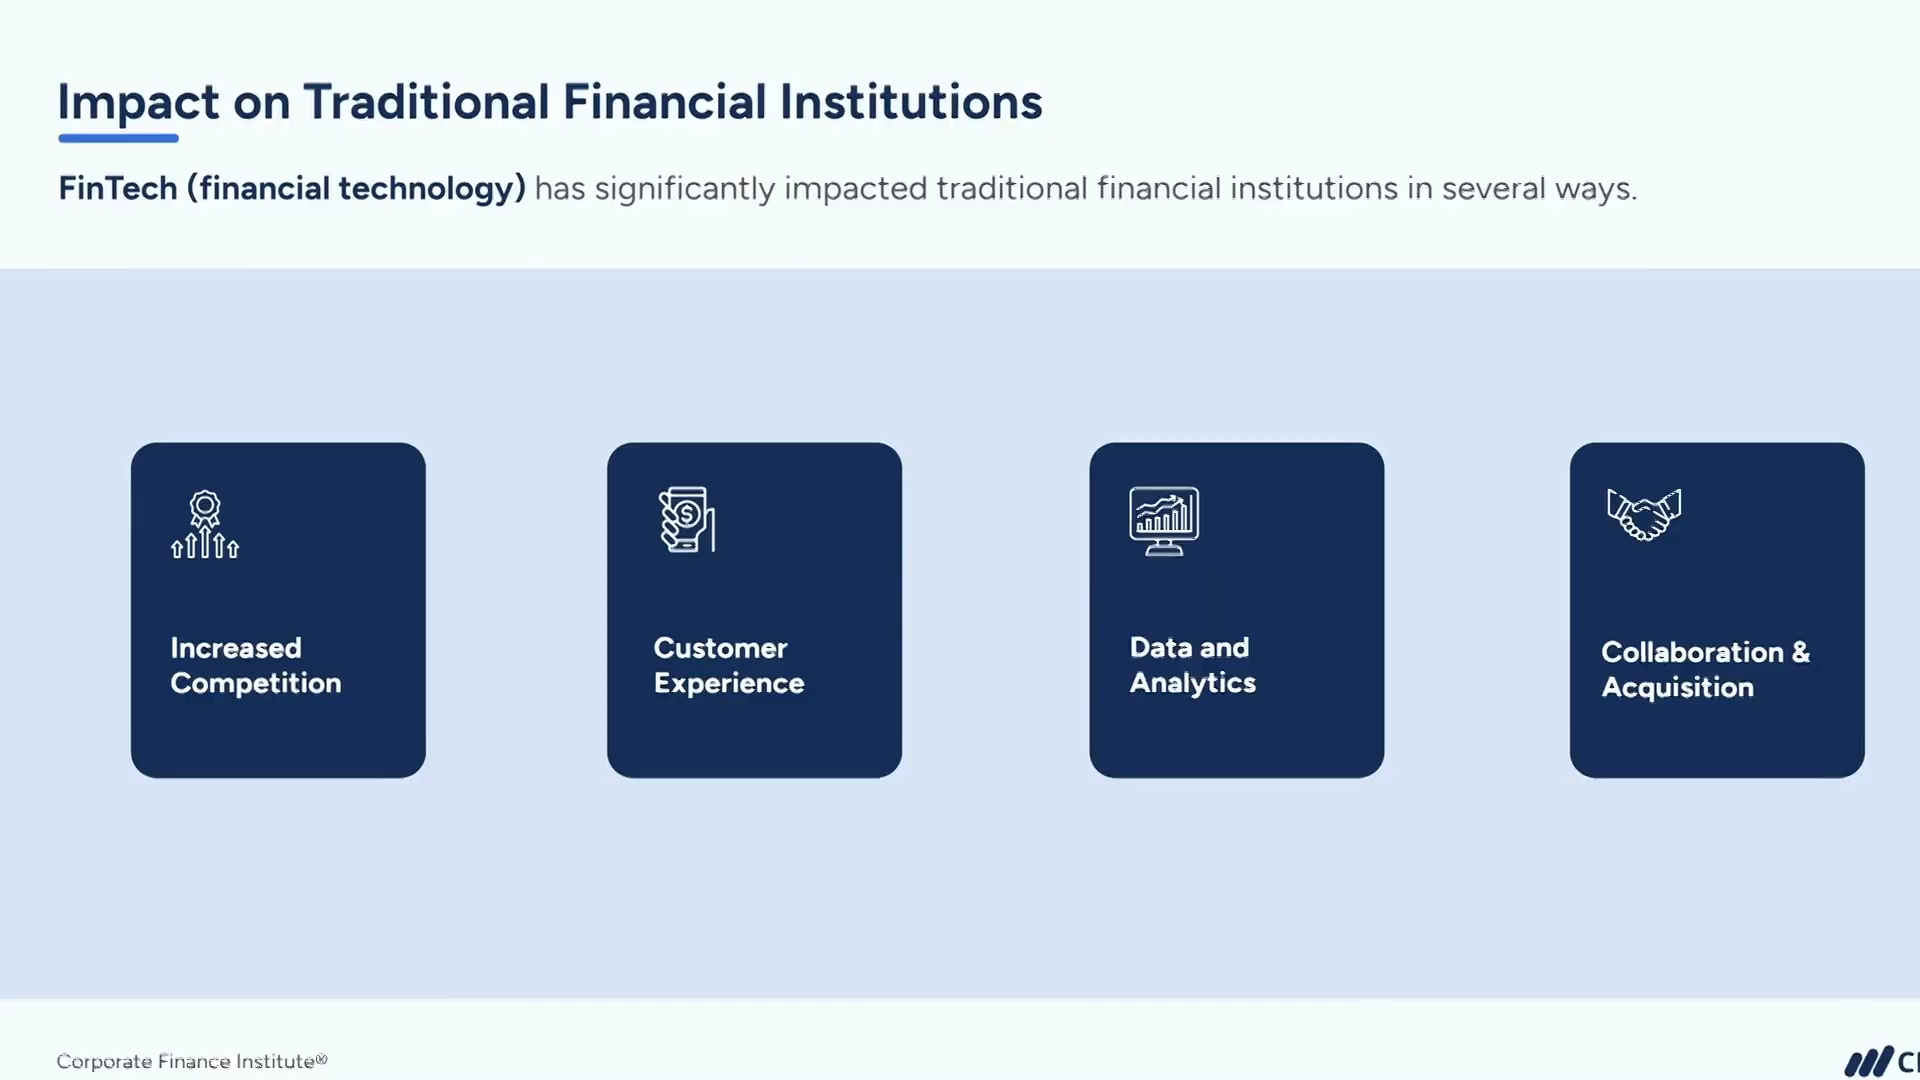 Impact on Traditional Financial Institutions
FinTech (financial technology) has significantly impacted traditional financial institutions in several ways.
Increased
Competition
Customer
Experience
Data and
Analytics
Collaboration &
Acquisition
Corporate Finance Institute®